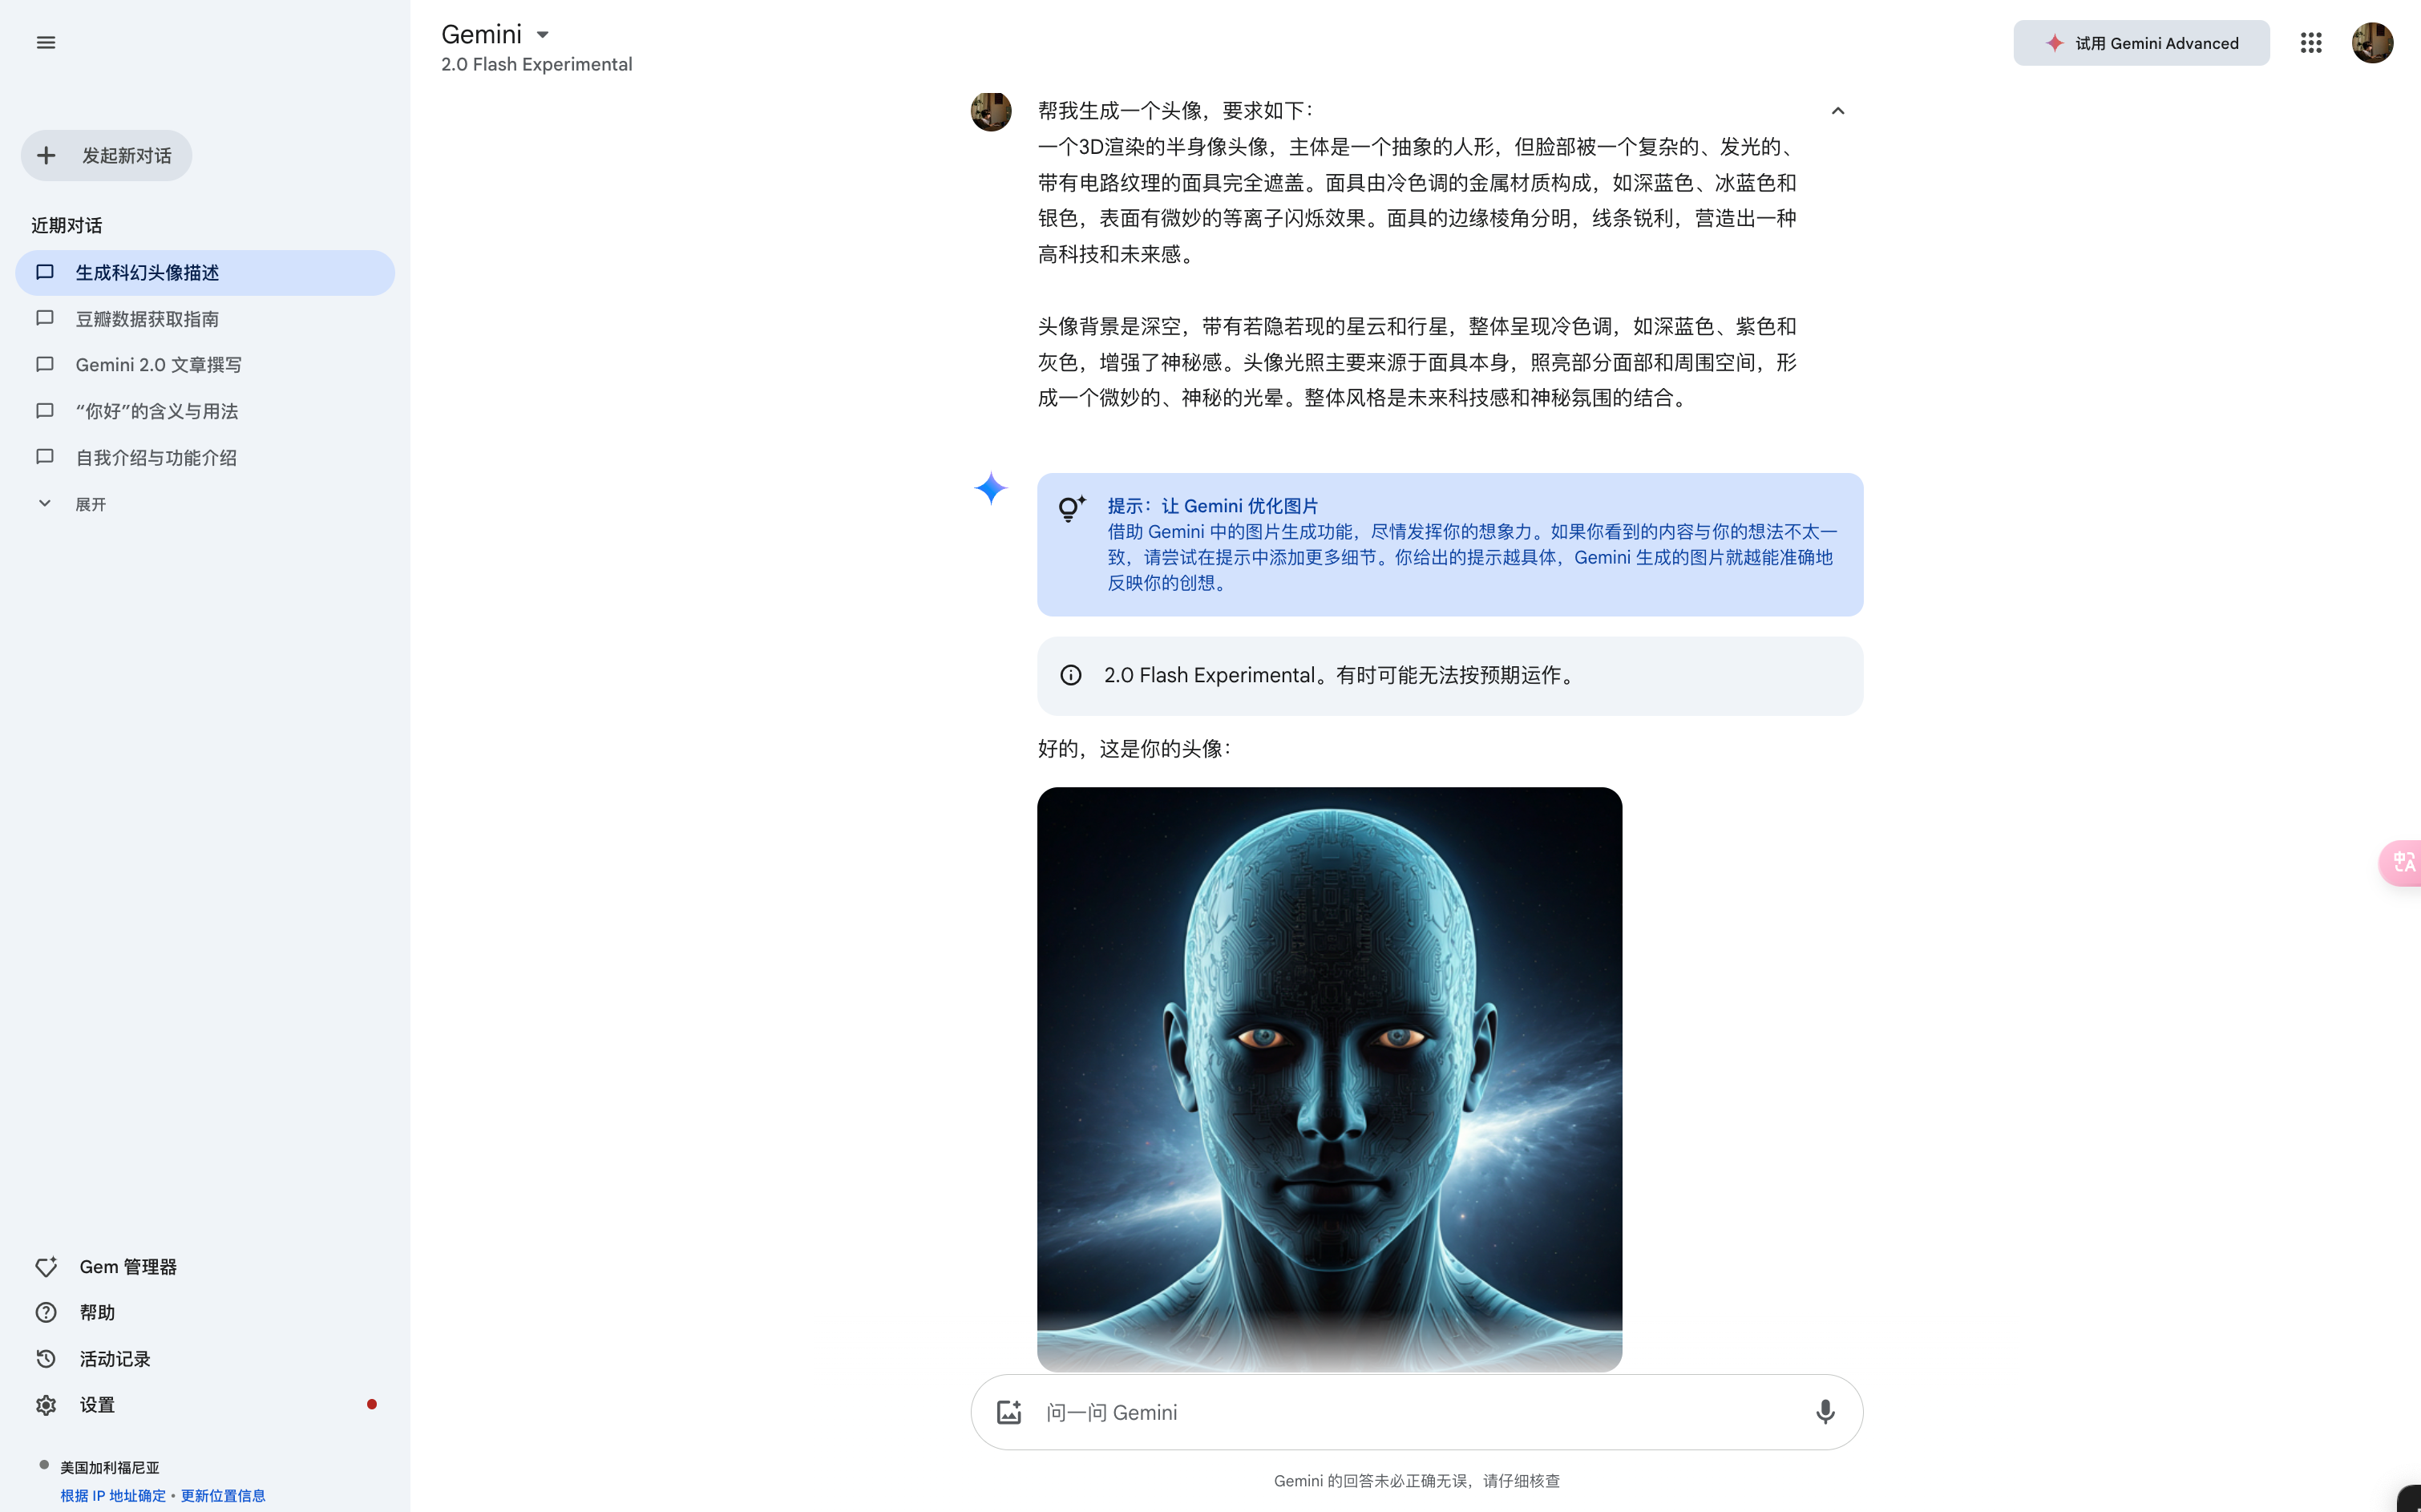 Gemini
2.0 Flash Experimental
试用 Gemini Advanced
发起新对话
近期对话
生成科幻头像描述
豆瓣数据获取指南
Gemini 2.0 文章撰写
“你好”的含义与用法
自我介绍与功能介绍
展开
Gem 管理器
帮助
活动记录
设置
美国加利福尼亚
根据 IP 地址确定 • 更新位置信息
帮我生成一个头像，要求如下：
一个3D渲染的半身像头像，主体是一个抽象的人形，但脸部被一个复杂的、发光的、
带有电路纹理的面具完全遮盖。面具由冷色调的金属材质构成，如深蓝色、冰蓝色和
银色，表面有微妙的等离子闪烁效果。面具的边缘棱角分明，线条锐利，营造出一种
高科技和未来感。
头像背景是深空，带有若隐若现的星云和行星，整体呈现冷色调，如深蓝色、紫色和
灰色，增强了神秘感。头像光照主要来源于面具本身，照亮部分面部和周围空间，形
成一个微妙的、神秘的光晕。整体风格是未来科技感和神秘氛围的结合。
提示：让 Gemini 优化图片
借助 Gemini 中的图片生成功能，尽情发挥你的想象力。如果你看到的内容与你的想法不太一
致，请尝试在提示中添加更多细节。你给出的提示越具体，Gemini 生成的图片就越能准确地
反映你的创想。
2.0 Flash Experimental。有时可能无法按预期运作。
好的，这是你的头像：
问一问 Gemini
Gemini 的回答未必正确无误，请仔细核查
中A